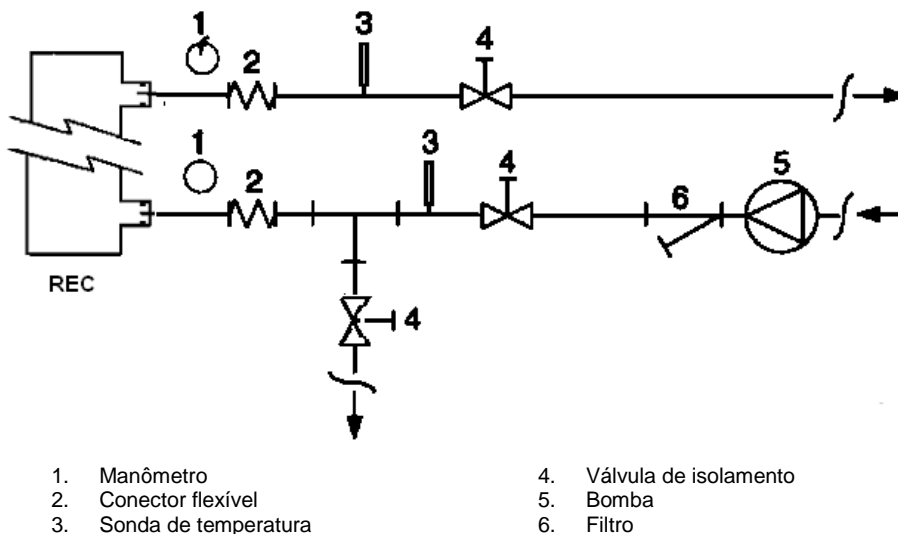 1
2
3
4
1
2
3
4
5
6
REC
4
1. Manômetro
2. Conector flexível
3. Sonda de temperatura
4. Válvula de isolamento
5. Bomba
6. Filtro